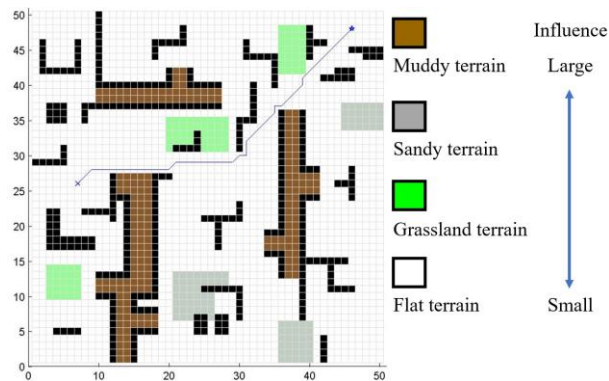 50
45
40
35
30
25
20
15
10
5
0
0 10 20 30 40 50
Influence
Muddy terrain Large
Sandy terrain
Grassland terrain
Flat terrain Small